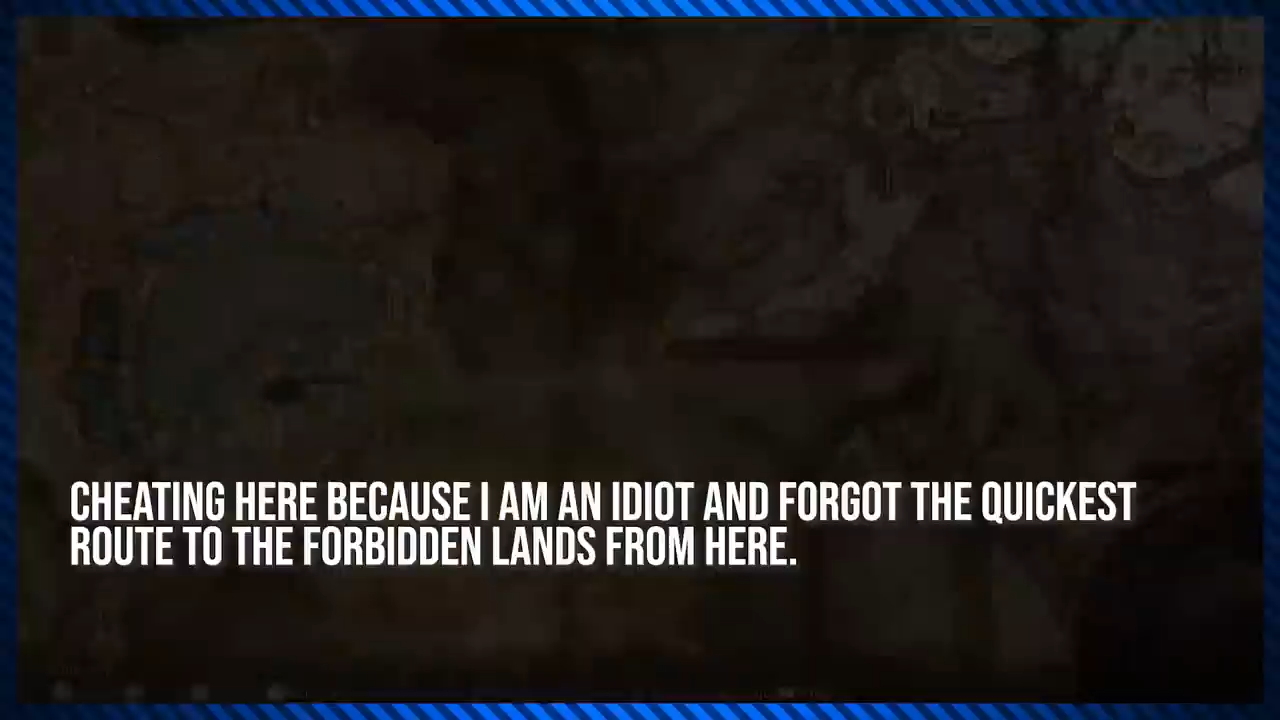 CHEATING HERE BECAUSE I AM AN IDIOT AND FORGOT THE QUICKEST
ROUTE TO THE FORBIDDEN LANDS FROM HERE.